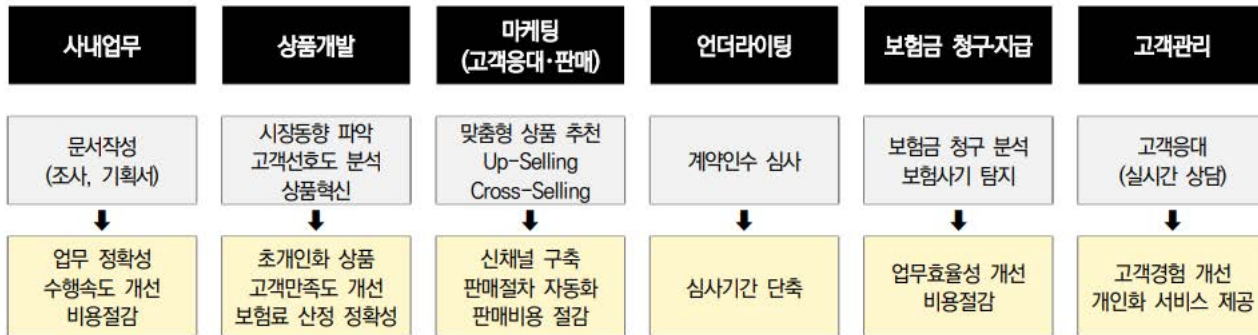 사내업무
문서작성
(조사, 기획서)
업무 정확성
수행속도 개선
비용절감
상품개발
시장동향 파악
고객선호도 분석
상품혁신
초개인화 상품
고객만족도 개선
보험료 산정 정확성
마케팅
(고객응대·판매)
맞춤형 상품 추천
Up-Selling
Cross-Selling
신채널 구축
판매절차 자동화
판매비용 절감
언더라이팅
계약인수 심사
심사기간 단축
보험금 청구·지급
보험금 청구 분석
보험사기 탐지
업무효율성 개선
비용절감
고객관리
고객응대
(실시간 상담)
고객경험 개선
개인화 서비스 제공